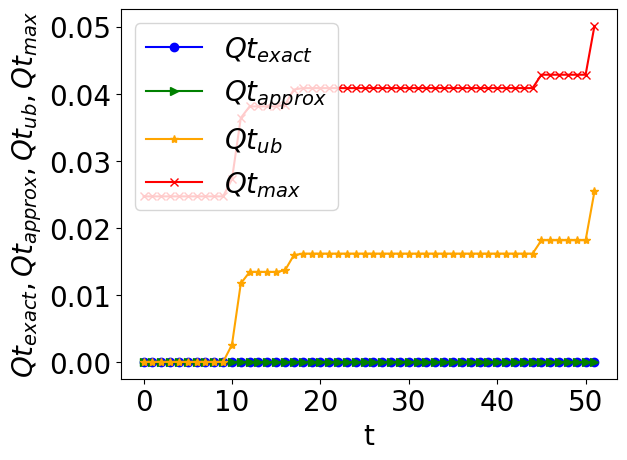 Qt_exact, Qt_approx, Qt_ub, Qt_max
0.05
0.04
0.03
0.02
0.01
0.00
Qt_exact
Qt_approx
Qt_ub
Qt_max
0 10 20 30 40 50
t